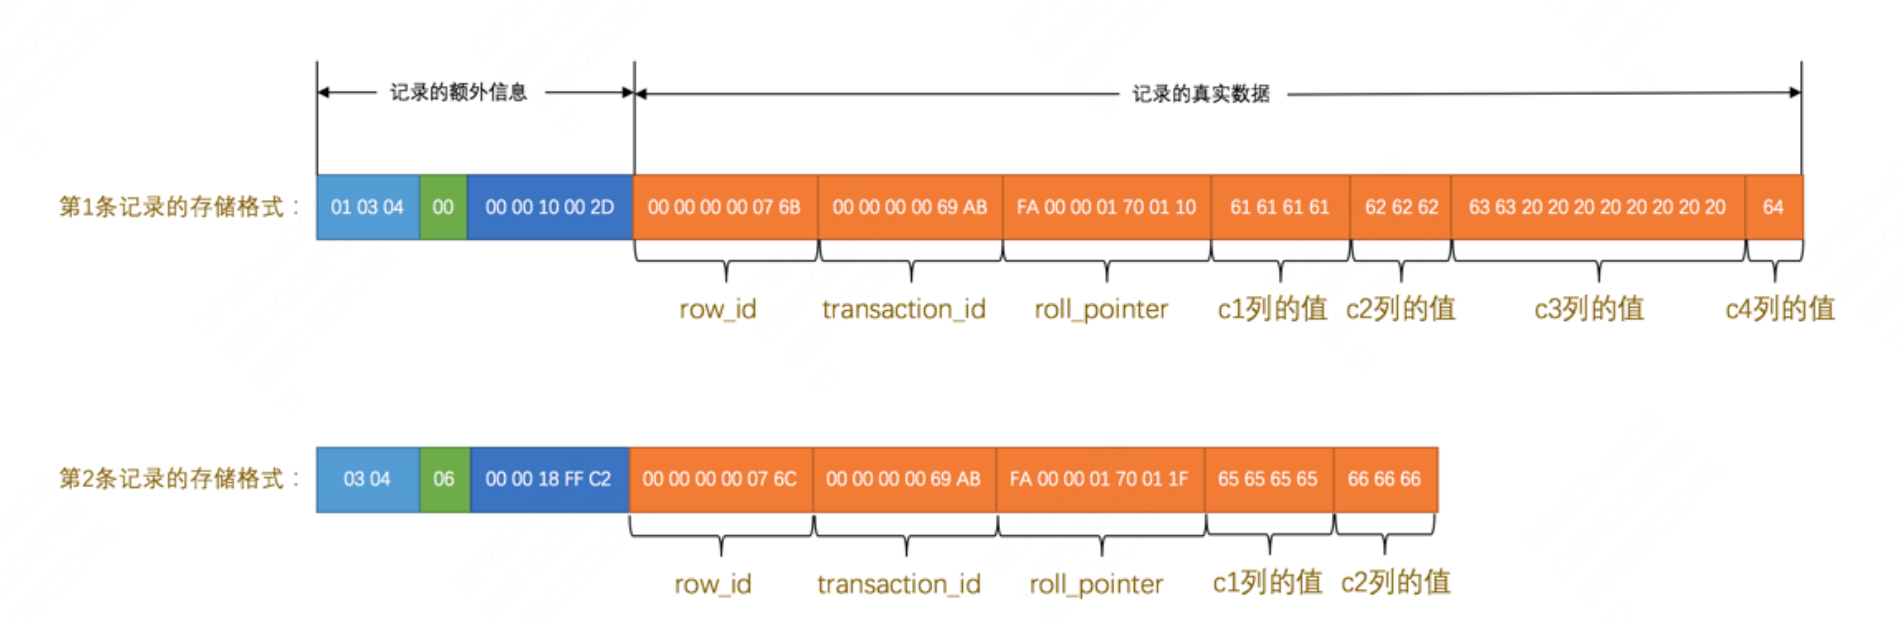 记录的额外信息 记录的真实数据
第1条记录的存储格式： 01 03 04 00 00 00 10 00 2D 00 00 00 00 07 6B 00 00 00 00 69 AB FA 00 00 01 70 01 10 61 61 61 61 62 62 62 63 63 20 20 20 20 20 20 20 20 64
row_id transaction_id roll_pointer c1列的值 c2列的值 c3列的值 c4列的值
第2条记录的存储格式： 03 04 06 00 00 18 FF C2 00 00 00 00 07 6C 00 00 00 00 69 AB FA 00 00 01 70 01 1F 65 65 65 65 66 66 66
row_id transaction_id roll_pointer c1列的值 c2列的值